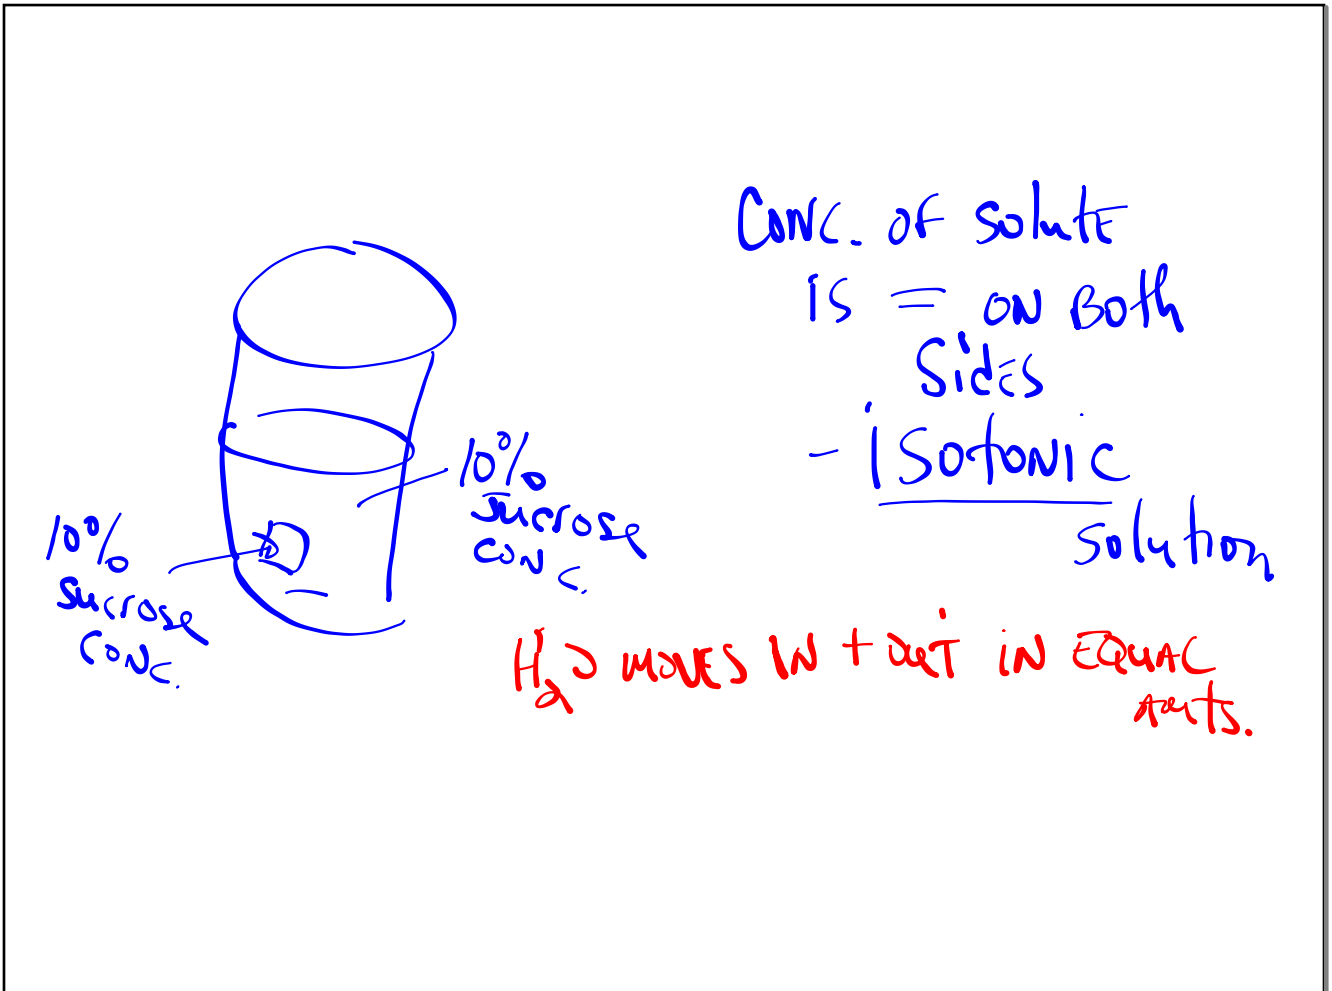 Conc. of solute
is = on Both
Sides
- isotonic
solution
10%
sucrose
conc.
10%
sucrose
conc.
H2O moves in + out in EQUAL
amts.